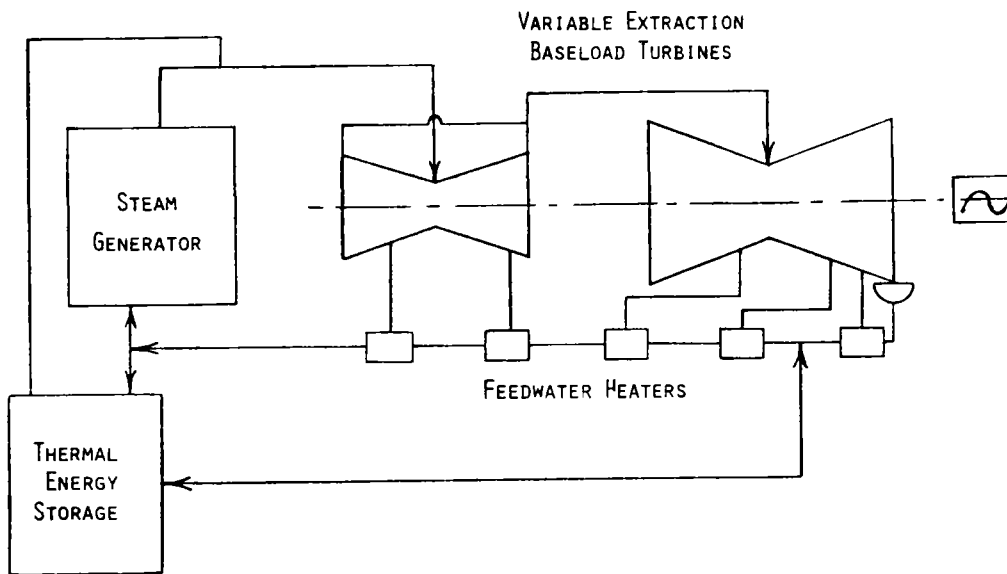 VARIABLE EXTRACTION
BASELOAD TURBINES
STEAM
GENERATOR
FEEDWATER HEATERS
THERMAL
ENERGY
STORAGE